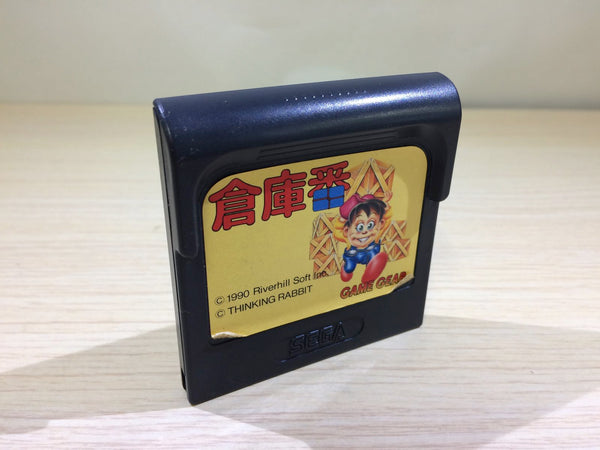 倉庫番
© 1990 Riverhill Soft Inc.
© THINKING RABBIT
GAME GEAR
SEGA